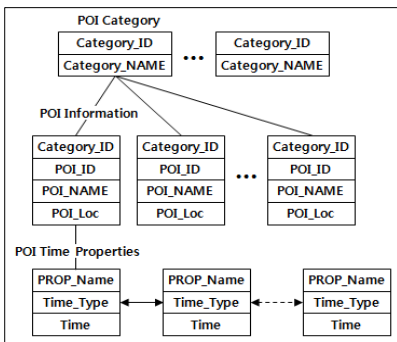 POI Category
Category_ID
Category_NAME
...
Category_ID
Category_NAME
POI Information
Category_ID
POI_ID
POI_NAME
POI_Loc
Category_ID
POI_ID
POI_NAME
POI_Loc
...
Category_ID
POI_ID
POI_NAME
POI_Loc
POI Time Properties
PROP_Name
Time_Type
Time
PROP_Name
Time_Type
Time
PROP_Name
Time_Type
Time